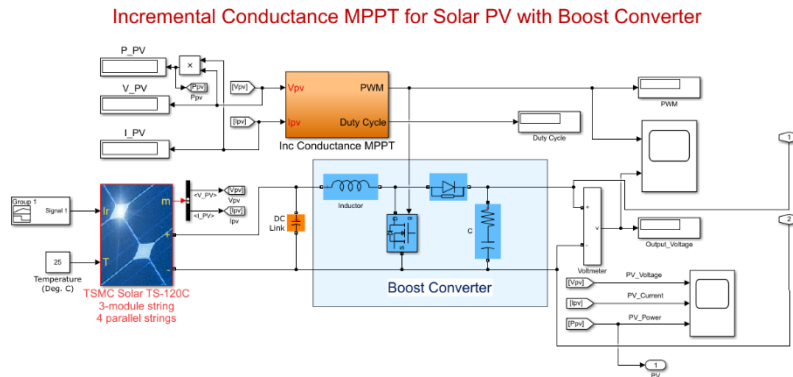 Incremental Conductance MPPT for Solar PV with Boost Converter
P_PV
×
[Ppv]
Ppv
V_PV
I_PV
[Vpv]
[Ipv]
Vpv
PWM
Ipv
Duty Cycle
Inc Conductance MPPT
PWM
Duty Cycle
1
Group 1
Signal 1
Ir
m
T
+
-
<V_PV>
[Vpv]
Vpv
<I_PV>
[Ipv]
Ipv
25
Temperature
(Deg. C)
TSMC Solar TS-120C
3-module string
4 parallel strings
DC
Link
Inductor
C
Boost Converter
+
v
-
Voltmeter
Output_Voltage
2
[Vpv]
PV_Voltage
[Ipv]
PV_Current
[Ppv]
PV_Power
1
PV